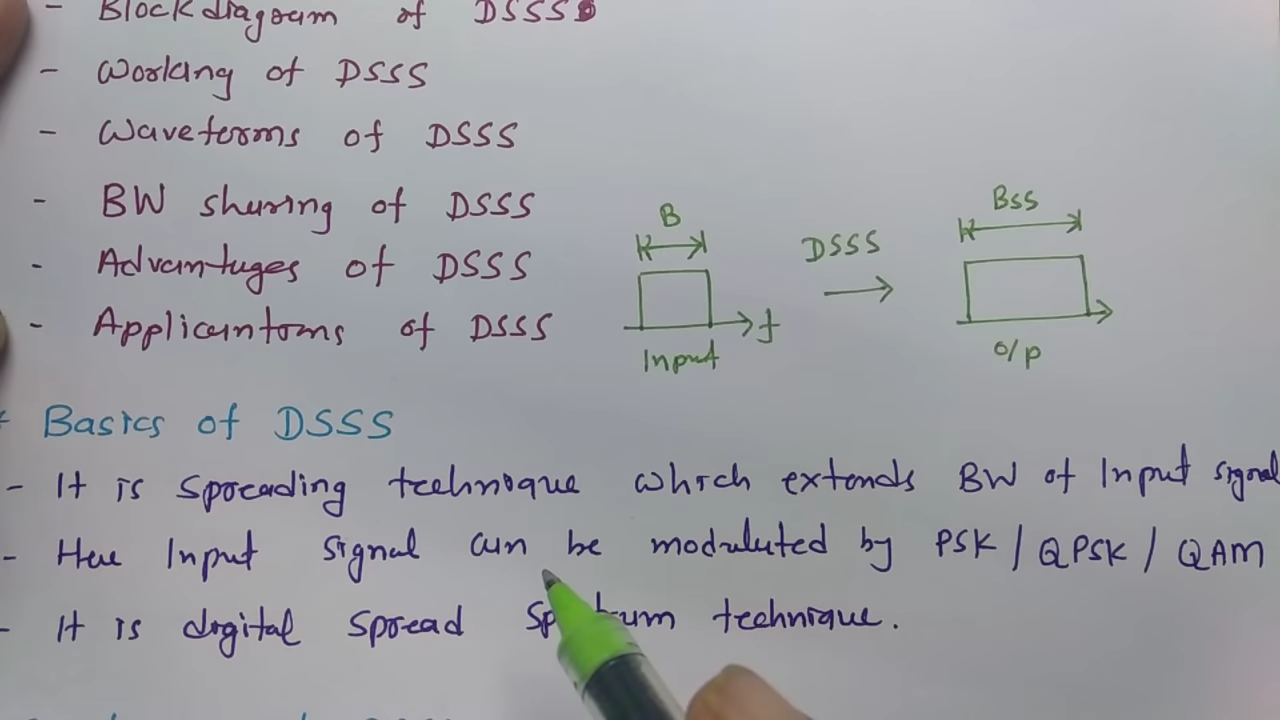 - Block diagram of DSSS
- Working of DSSS
- Waveforms of DSSS
- BW sharing of DSSS
- Advantages of DSSS
- Applications of DSSS
B
DSSS
BSS
f
Input
O/P
Basics of DSSS
- It is Spreading technique which extends BW of Input signal
- Here Input signal can be modulated by PSK / QPSK / QAM
- It is digital Spread Spectrum technique.